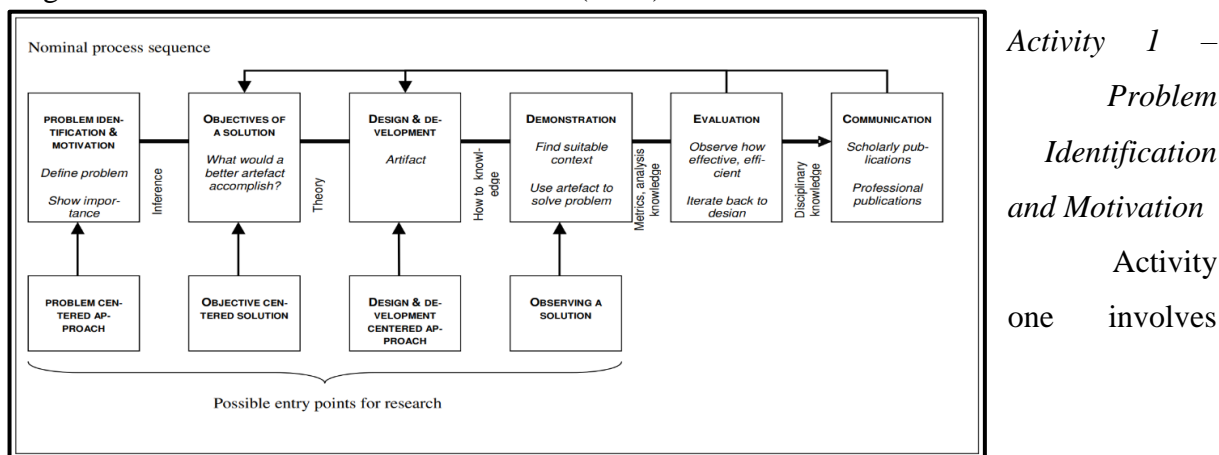 Nominal process sequence
PROBLEM IDEN-
TIFICATION &
MOTIVATION
Define problem
Show impor-
tance
Inference
OBJECTIVES OF
A SOLUTION
What would a
better artefact
accomplish?
Theory
DESIGN & DE-
VELOPMENT
Artifact
How to knowl-
edge
DEMONSTRATION
Find suitable
context
Use artefact to
solve problem
Metrics, analysis
knowledge
EVALUATION
Observe how
effective, effi-
cient
Iterate back to
design
Disciplinary
knowledge
COMMUNICATION
Scholarly pub-
lications
Professional
publications
PROBLEM CEN-
TERED AP-
PROACH
OBJECTIVE CEN-
TERED SOLUTION
DESIGN & DE-
VELOPMENT
CENTERED AP-
PROACH
OBSERVING A
SOLUTION
Possible entry points for research
Activity 1 –
Problem
Identification
and Motivation
Activity
one involves